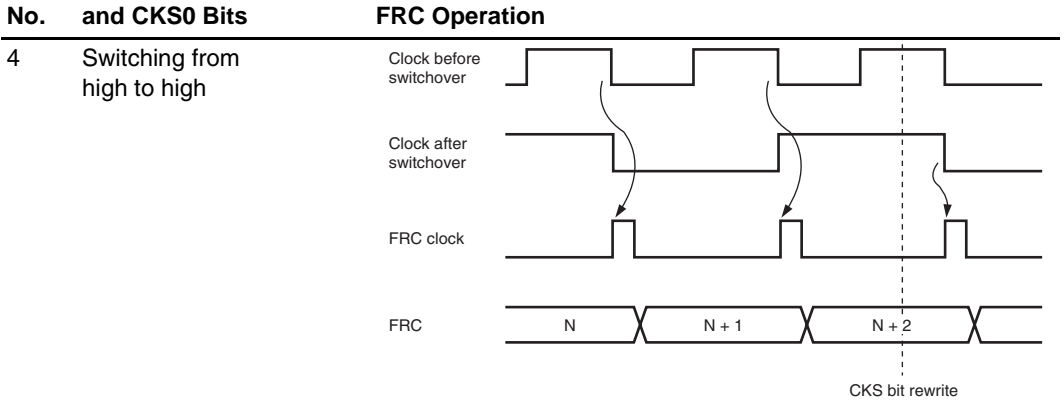 No. and CKS0 Bits FRC Operation
4 Switching from
high to high
Clock before
switchover
Clock after
switchover
FRC clock
FRC N N + 1 N + 2
CKS bit rewrite